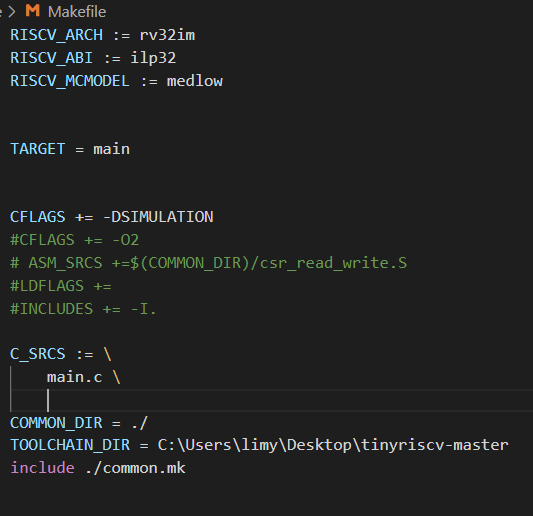 > Makefile
RISCV_ARCH := rv32im
RISCV_ABI := ilp32
RISCV_MCMODEL := medlow
TARGET = main
CFLAGS += -DSIMULATION
#CFLAGS += -O2
# ASM_SRCS +=$(COMMON_DIR)/csr_read_write.S
#LDFLAGS +=
#INCLUDES += -I.
C_SRCS := \
main.c \
COMMON_DIR = ./
TOOLCHAIN_DIR = C:\Users\limy\Desktop\tinyriscv-master
include ./common.mk